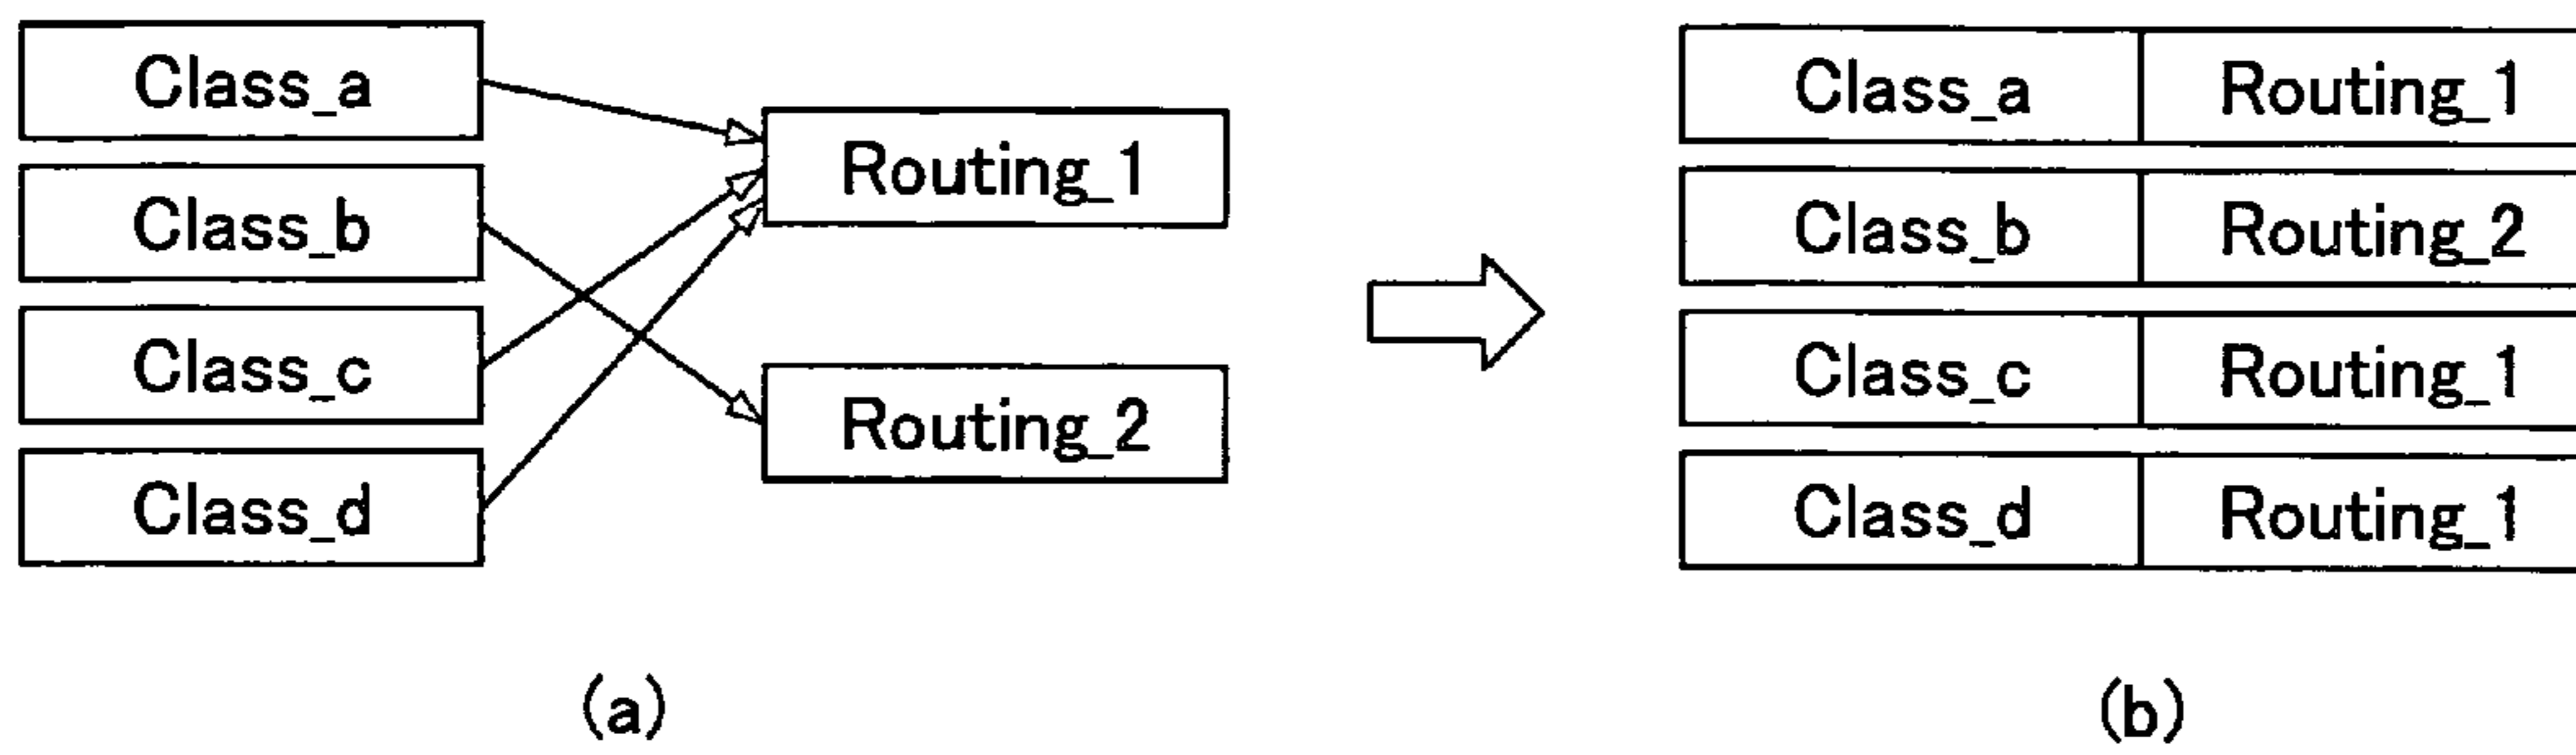 Class_a
Class_b
Class_c
Class_d
Routing_1
Routing_2
(a)
Class_a Routing_1
Class_b Routing_2
Class_c Routing_1
Class_d Routing_1
(b)